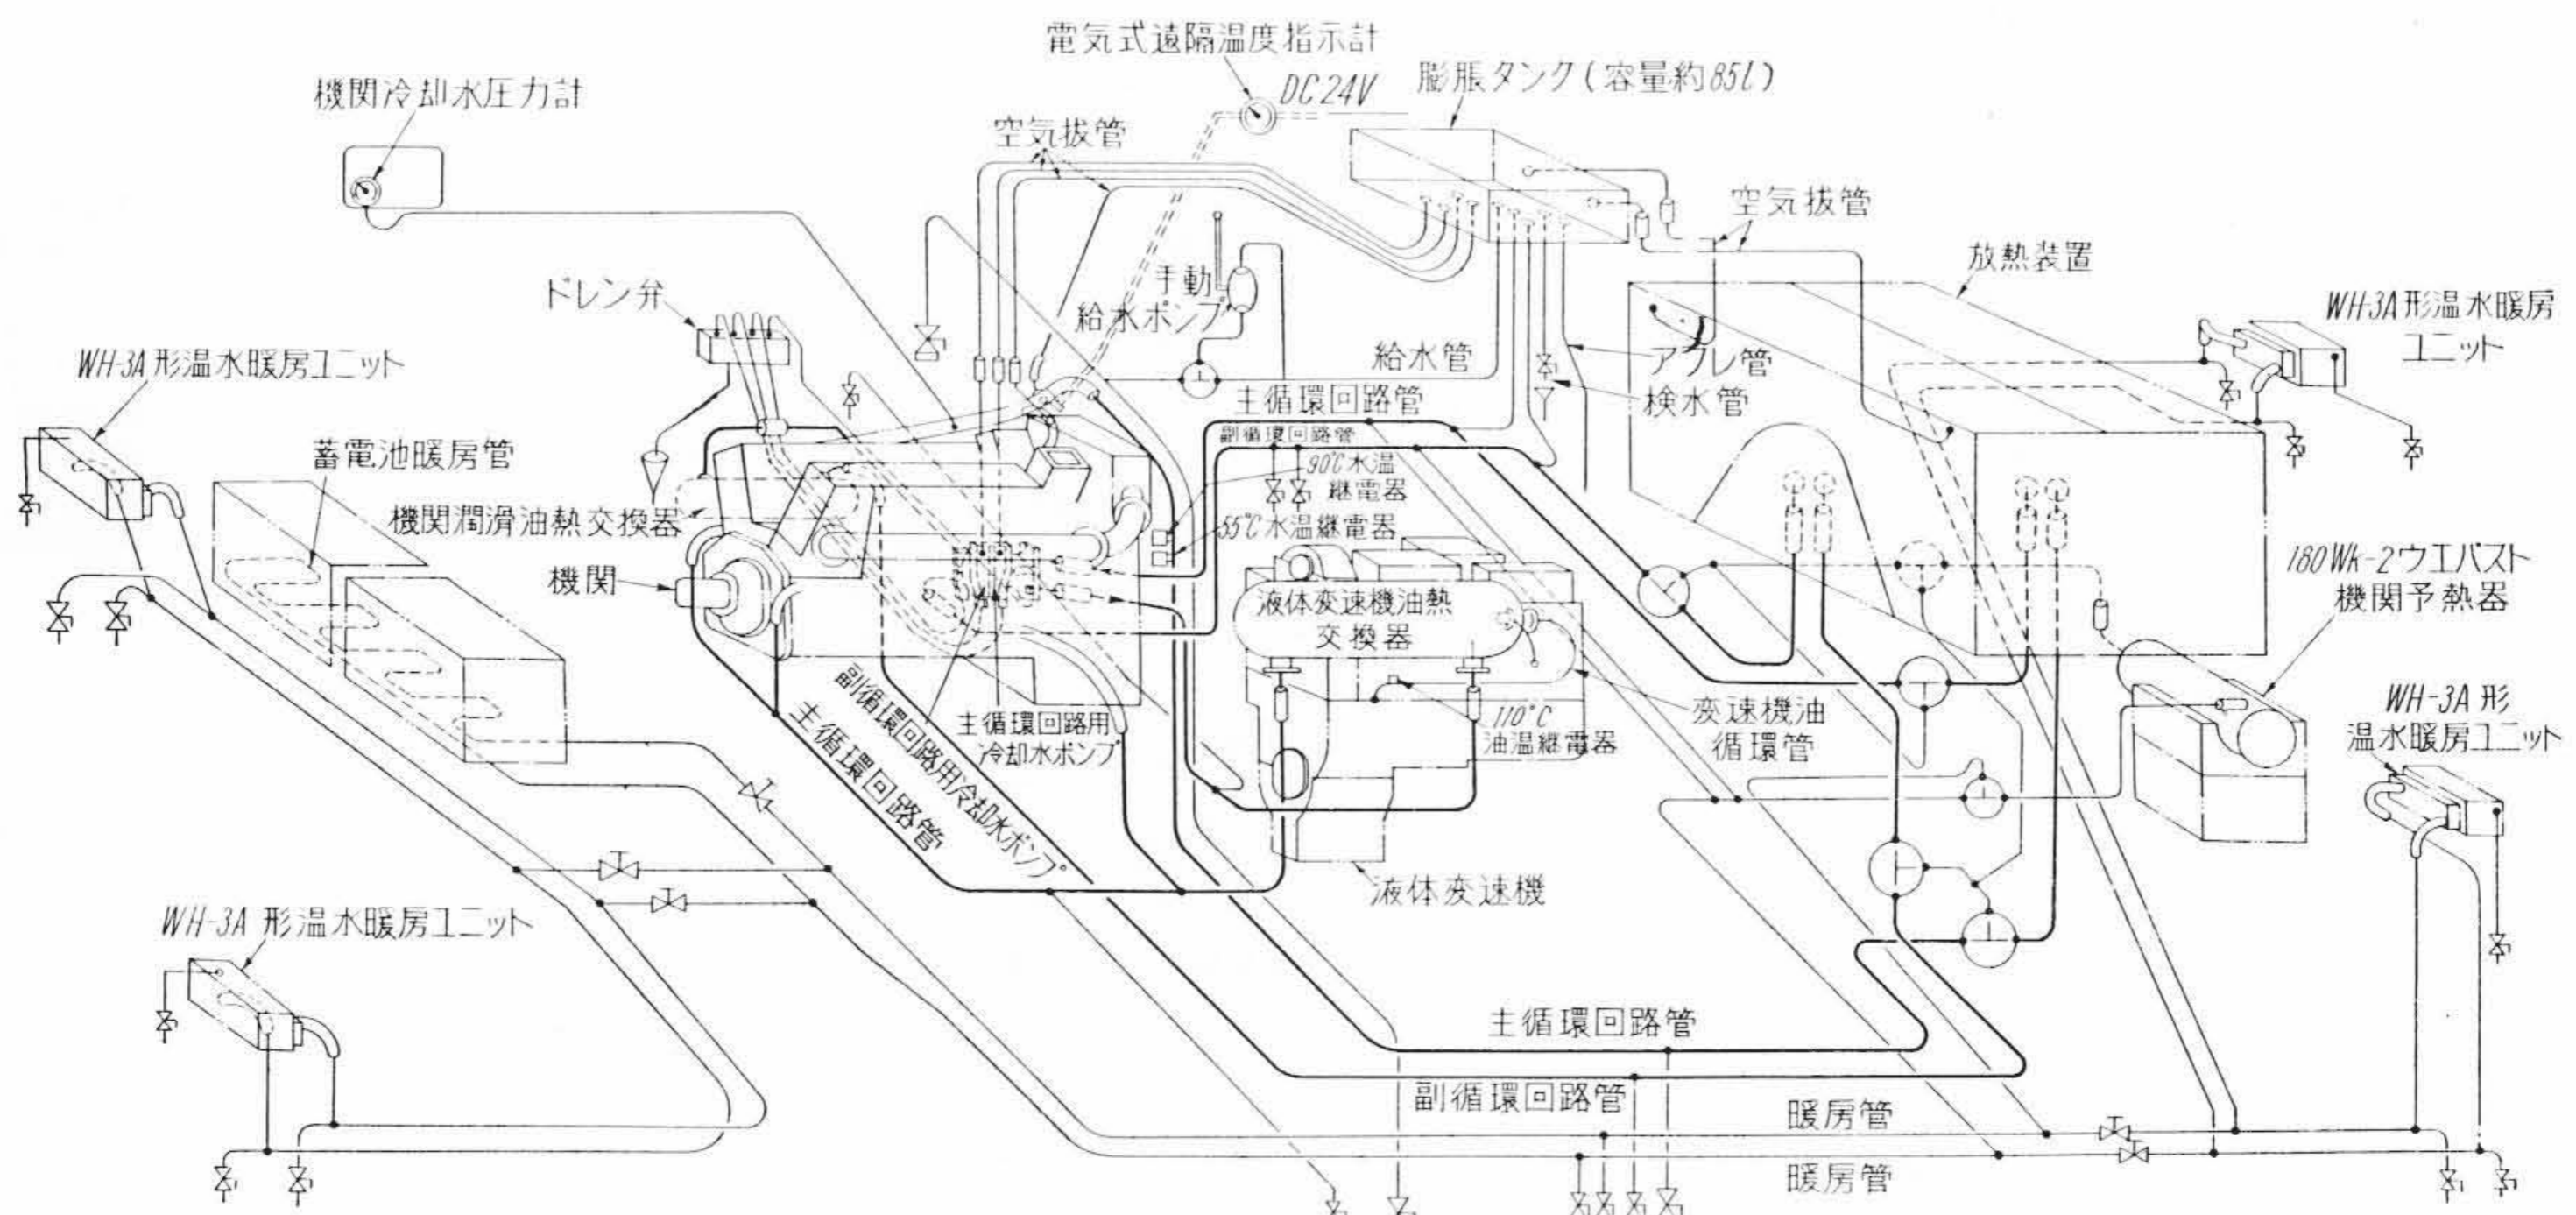 電気式遠隔温度指示計
DC24V
膨脹タンク(容量約85l)
機関冷却水圧力計
空気抜管
空気抜管
放熱装置
WH-3A形温水暖房
ユニット
ドレン弁
手動
給水ポンプ
給水管
アフレ管
検水管
WH-3A形温水暖房ユニット
主循環回路管
副循環回路管
90℃水温
継電器
55℃水温継電器
蓄電池暖房管
機関潤滑油熱交換器
機関
液体変速機油熱
交換器
180WK-2ウエバスト
機関予熱器
副循環回路用冷却水ポンプ
主循環回路用
冷却水ポンプ
主循環回路管
110°C
油温継電器
変速機油
循環管
WH-3A 形
温水暖房ユニット
液体変速機
WH-3A 形温水暖房ユニット
主循環回路管
副循環回路管
暖房管
暖房管